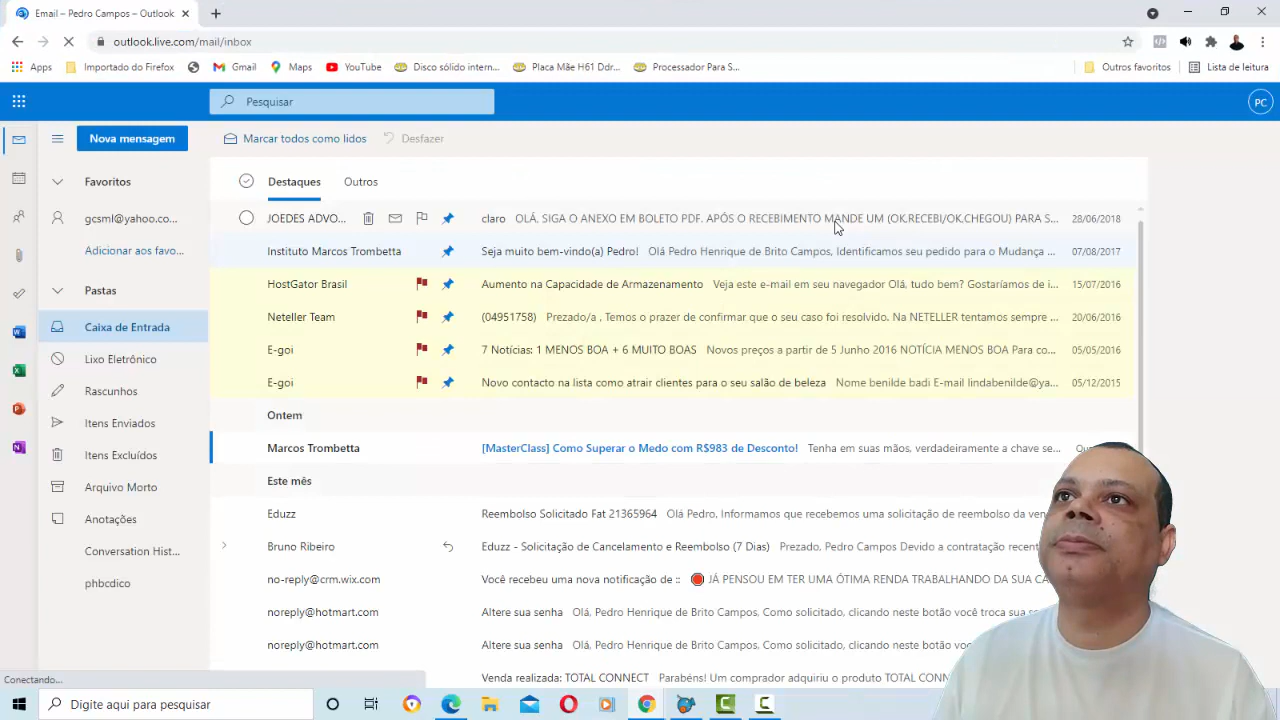 Email – Pedro Campos – Outlook
outlook.live.com/mail/inbox
Apps Importado do Firefox Gmail Maps YouTube Disco sólido intern... Placa Mãe H61 Ddr... Processador Para S... Outros favoritos Lista de leitura
Pesquisar PC
Nova mensagem Marcar todos como lidos Desfazer
Favoritos
gcsml@yahoo.co...
Adicionar aos favo...
Pastas
Caixa de Entrada
Lixo Eletrônico
Rascunhos
Itens Enviados
Itens Excluídos
Arquivo Morto
Anotações
Conversation Hist...
phbcdico
Destaques Outros
JOEDES ADVO... claro OLÁ, SIGA O ANEXO EM BOLETO PDF. APÓS O RECEBIMENTO MANDE UM (OK.RECEBI/OK.CHEGOU) PARA S... 28/06/2018
Instituto Marcos Trombetta Seja muito bem-vindo(a) Pedro! Olá Pedro Henrique de Brito Campos, Identificamos seu pedido para o Mudança ... 07/08/2017
HostGator Brasil Aumento na Capacidade de Armazenamento Veja este e-mail em seu navegador Olá, tudo bem? Gostaríamos de i... 15/07/2016
Neteller Team (04951758) Prezado/a , Temos o prazer de confirmar que o seu caso foi resolvido. Na NETELLER tentamos sempre ... 20/06/2016
E-goi 7 Notícias: 1 MENOS BOA + 6 MUITO BOAS Novos preços a partir de 5 Junho 2016 NOTÍCIA MENOS BOA Para co... 05/05/2016
E-goi Novo contacto na lista como atrair clientes para o seu salão de beleza Nome benilde badi E-mail lindabenilde@ya... 05/12/2015
Ontem
Marcos Trombetta [MasterClass] Como Superar o Medo com R$983 de Desconto! Tenha em suas mãos, verdadeiramente a chave se...
Este mês
Eduzz Reembolso Solicitado Fat 21365964 Olá Pedro, Informamos que recebemos uma solicitação de reembolso da ven
Bruno Ribeiro Eduzz - Solicitação de Cancelamento e Reembolso (7 Dias) Prezado, Pedro Campos Devido a contratação recen
no-reply@crm.wix.com Você recebeu uma nova notificação de :: JÁ PENSOU EM TER UMA ÓTIMA RENDA TRABALHANDO DA SUA
noreply@hotmart.com Altere sua senha Olá, Pedro Henrique de Brito Campos, Como solicitado, clicando neste botão você troca sua
noreply@hotmart.com Altere sua senha Olá, Pedro Henrique de Brito Campos, Como solicitado, clicando neste botão você troca
Venda realizada: TOTAL CONNECT Parabéns! Um comprador adquiriu o produto TOTAL CONN
Conectando...
Digite aqui para pesquisar